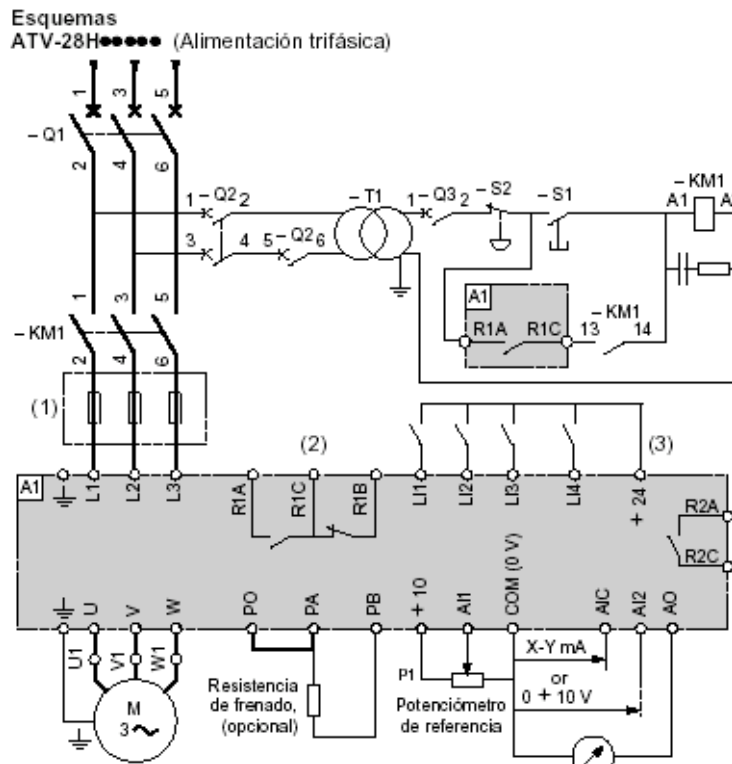 Esquemas
ATV-28H●●●●● (Alimentación trifásica)
1 3 5
– Q1
2 4 6
1 – Q2 2
3 4 5 – Q2 6
– T1
1 – Q3 2
– S2
– S1
– KM1
A1 A
1 3 5
– KM1
2 4 6
A1
R1A R1C
– KM1
13 14
(1)
(2)
(3)
A1
L1 L2 L3 R1A R1C R1B LI1 LI2 LI3 LI4 + 24
R2A
R2C
U V W PO PA PB + 10 AI1 COM (0 V) AIC AI2 AO
U1 V1 W1
M
3
Resistencia
de frenado,
(opcional)
P1
Potenciómetro
de referencia
X-Y mA
or
0 + 10 V